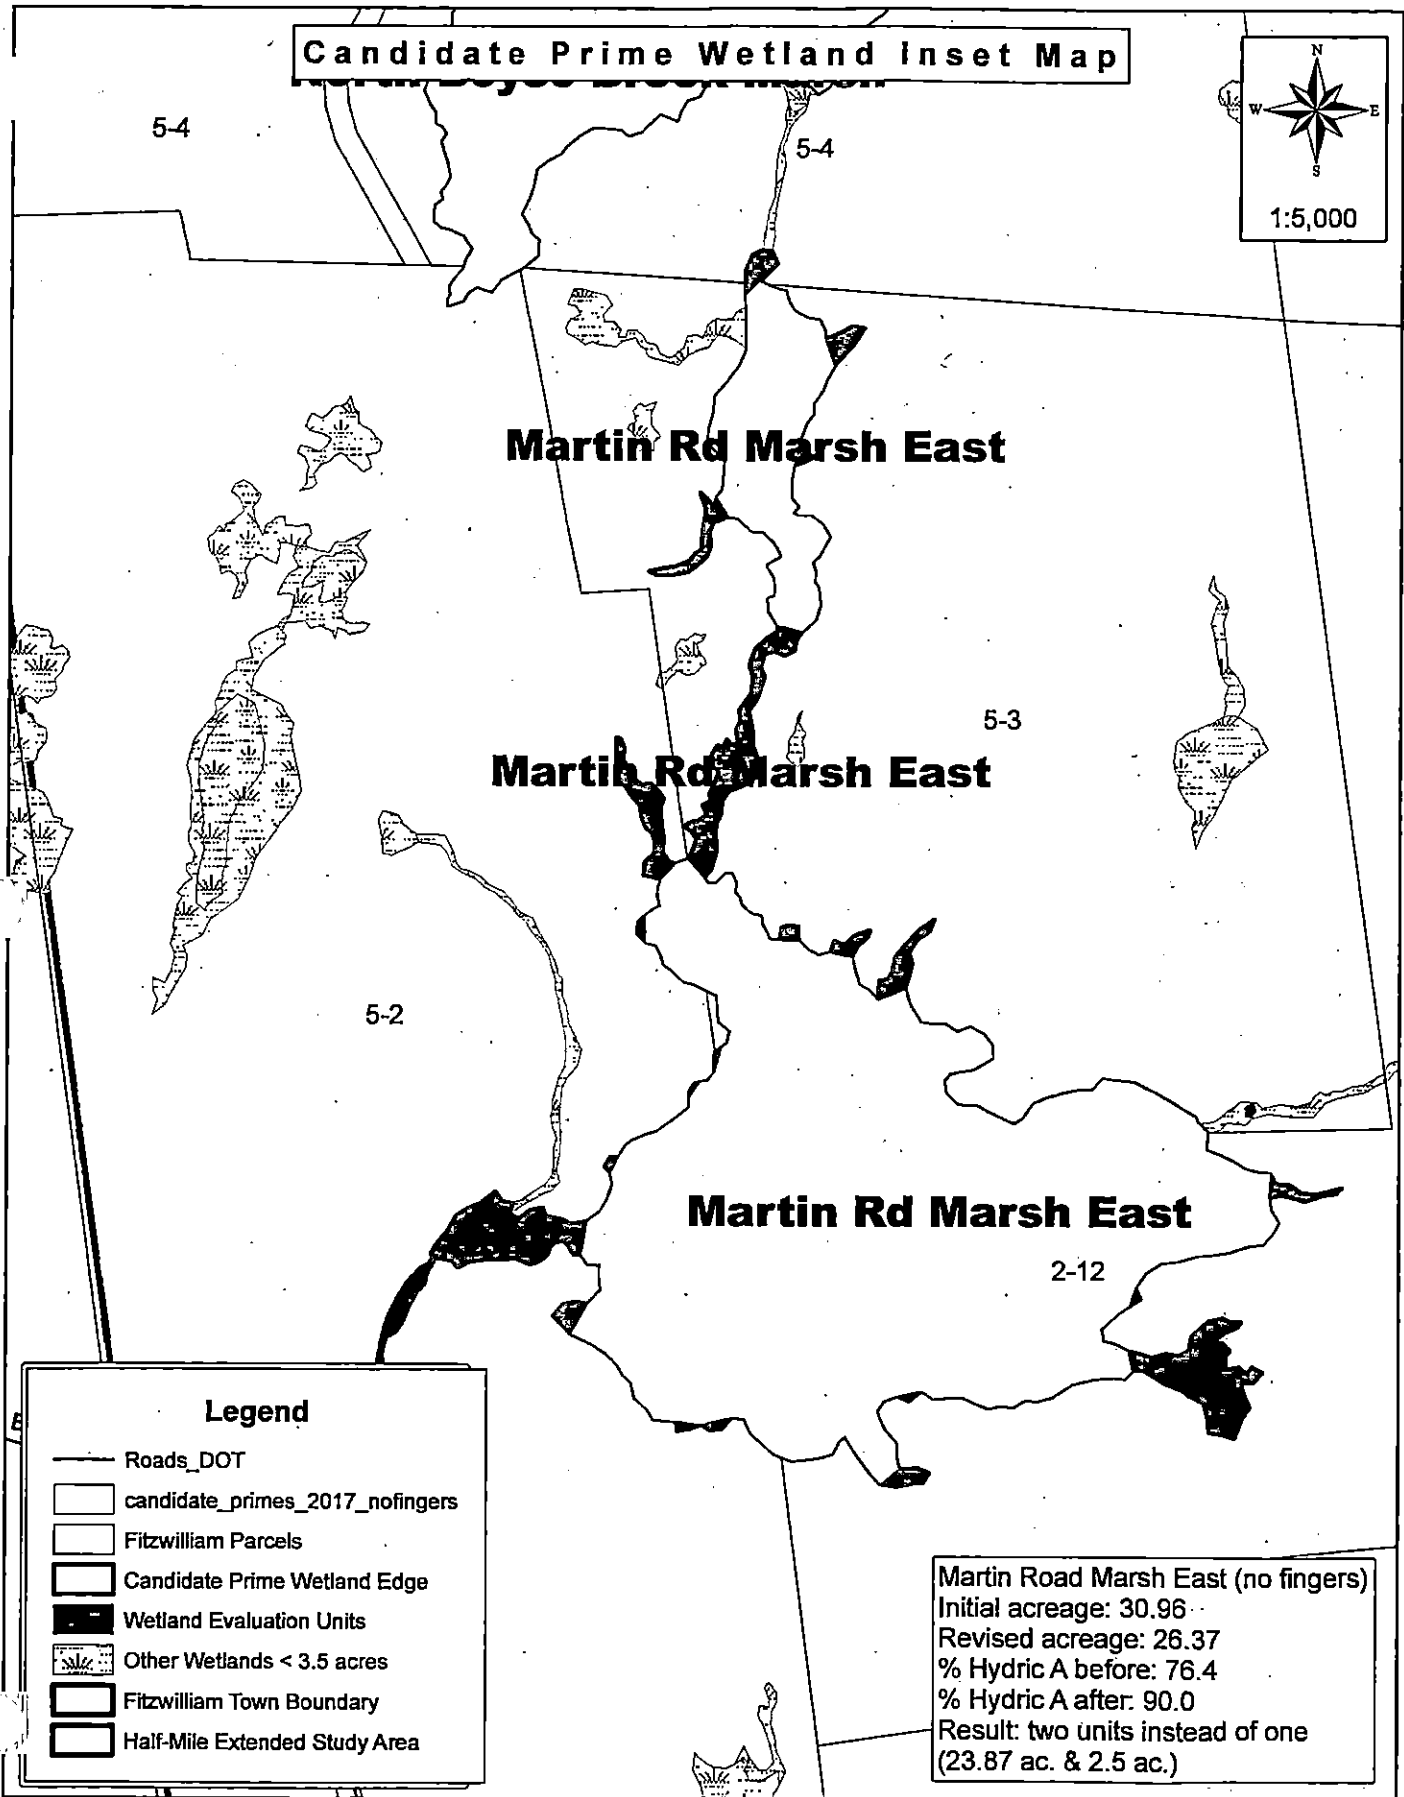 Candidate Prime Wetland Inset Map
N
W
E
S
1:5,000
5-4
5-4
Martin Rd Marsh East
5-3
Martin Rd Marsh East
5-2
Martin Rd Marsh East
2-12
Legend
Roads_DOT
candidate_primes_2017_nofingers
Fitzwilliam Parcels
Candidate Prime Wetland Edge
Wetland Evaluation Units
Other Wetlands < 3.5 acres
Fitzwilliam Town Boundary
Half-Mile Extended Study Area
Martin Road Marsh East (no fingers)
Initial acreage: 30.96
Revised acreage: 26.37
% Hydric A before: 76.4
% Hydric A after: 90.0
Result: two units instead of one
(23.87 ac. & 2.5 ac.)